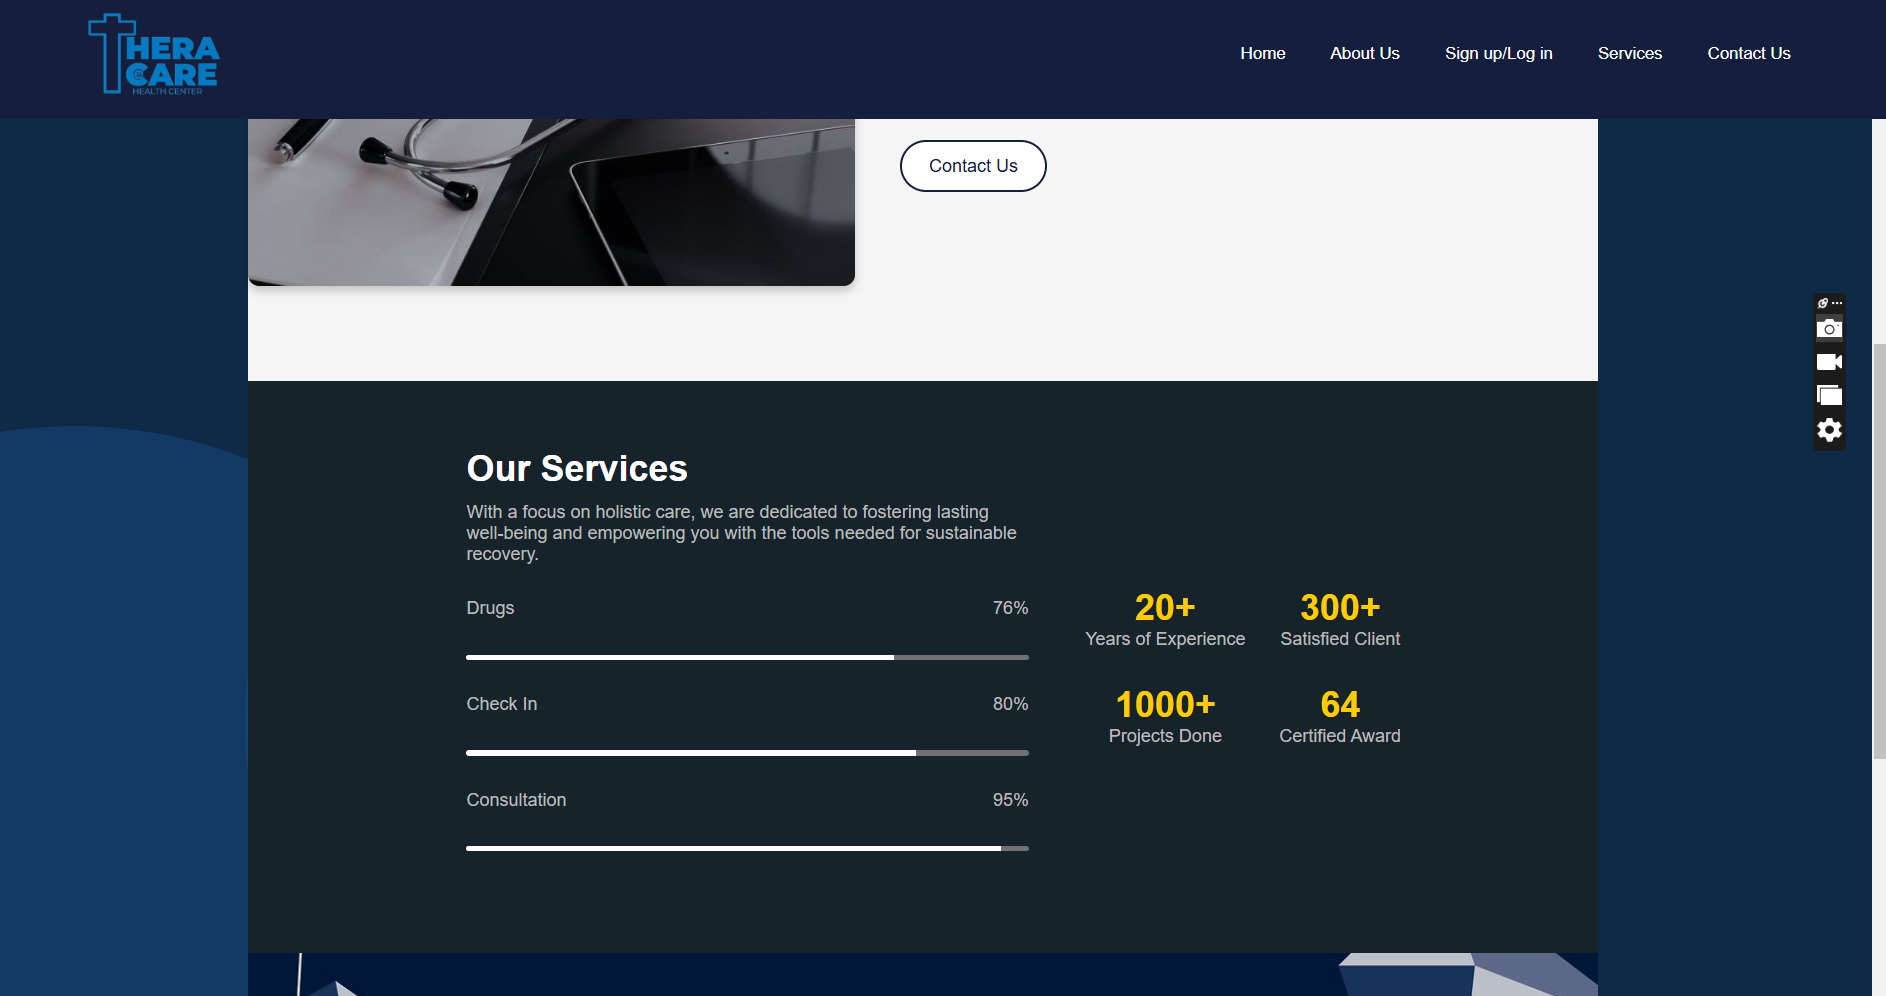 THERA
CARE
HEALTH CENTER
Home
About Us
Sign up/Log in
Services
Contact Us
Contact Us
Our Services
With a focus on holistic care, we are dedicated to fostering lasting
well-being and empowering you with the tools needed for sustainable
recovery.
Drugs 76%
Check In 80%
Consultation 95%
20+
Years of Experience
300+
Satisfied Client
1000+
Projects Done
64
Certified Award